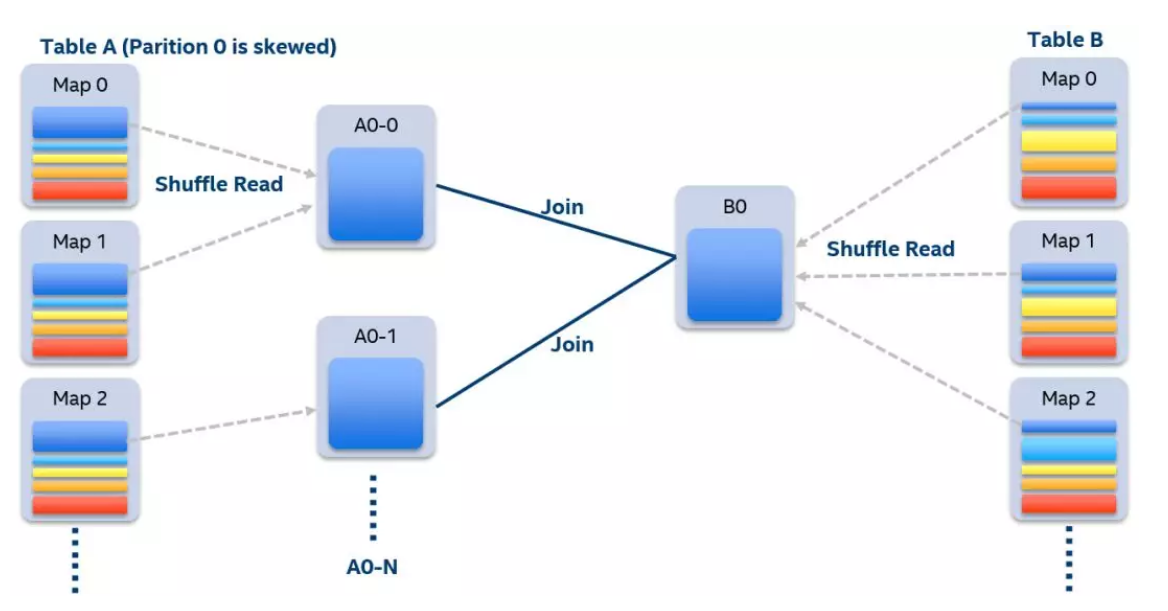 Table A (Parition 0 is skewed)
Map 0
Shuffle Read
Map 1
Map 2
A0-0
A0-1
A0-N
Join
Join
B0
Shuffle Read
Table B
Map 0
Map 1
Map 2